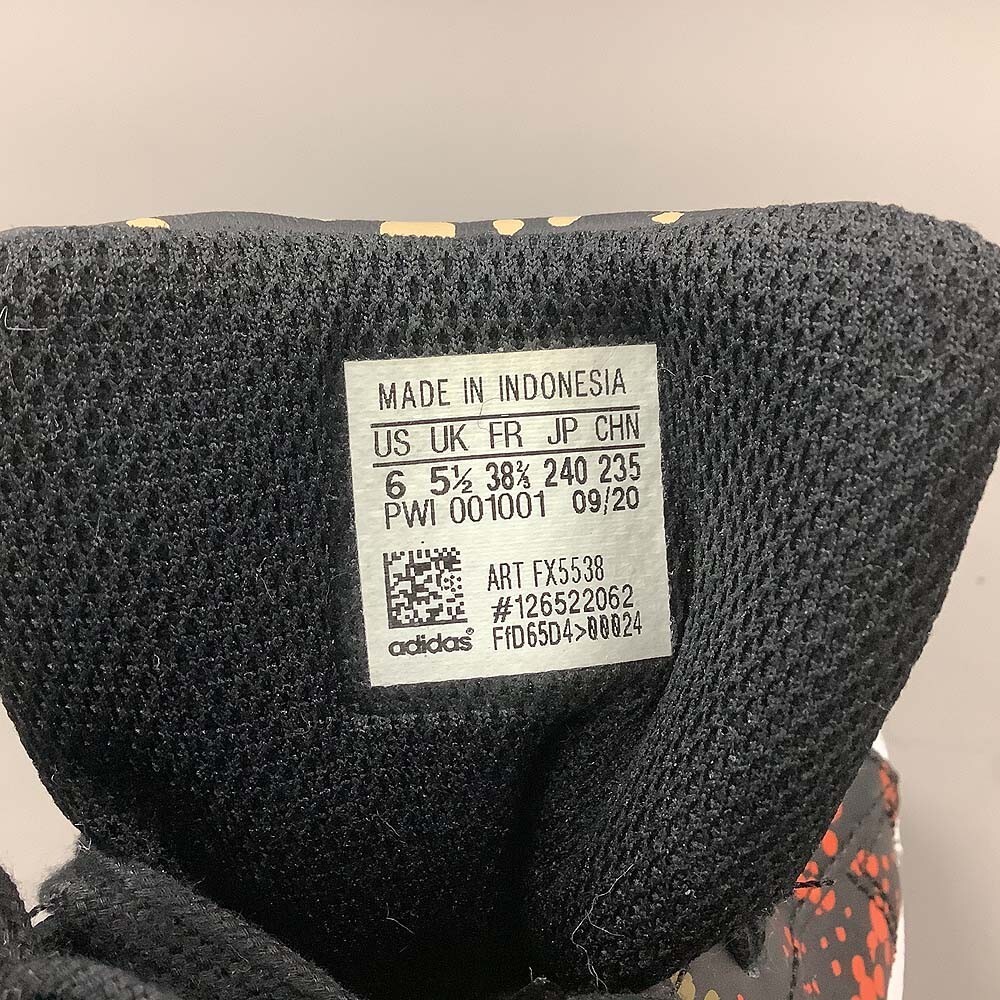 MADE IN INDONESIA
US UK FR JP CHN
6 5½ 38⅔ 240 235
PWI 001001 09/20
ART FX5538
#126522062
adidas® FfD65D4>00024